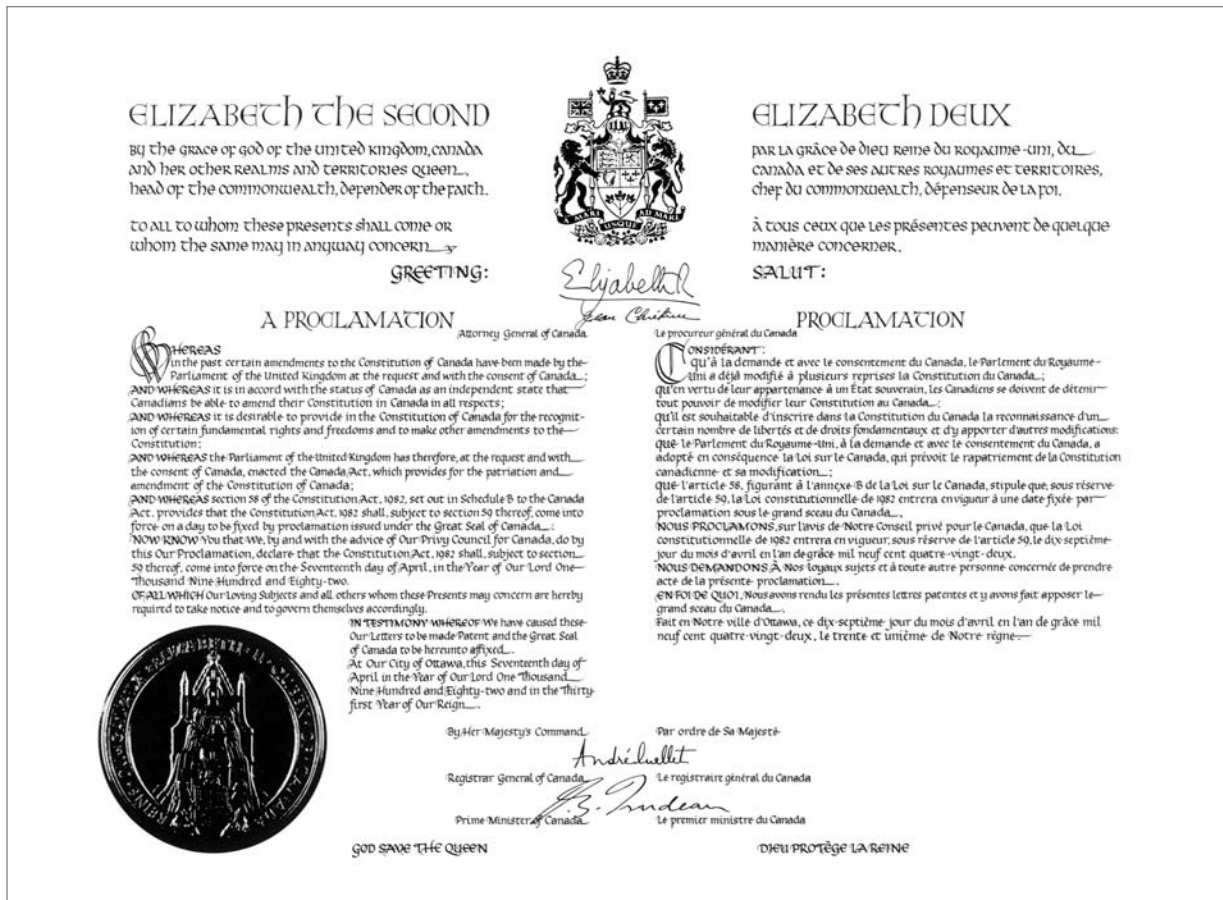 ELIZABETH THE SECOND
BY THE GRACE OF GOD OF THE UNITED KINGDOM, CANADA
AND HER OTHER REALMS AND TERRITORIES QUEEN,
HEAD OF THE COMMONWEALTH, DEFENDER OF THE FAITH.
TO ALL TO WHOM THESE PRESENTS SHALL COME OR
WHOM THE SAME MAY IN ANYWAY CONCERN
GREETING:
A MARI USQUE AD MARE
ELIZABETH DEUX
PAR LA GRÂCE DE DIEU REINE DU ROYAUME-UNI, DU
CANADA ET DE SES AUTRES ROYAUMES ET TERRITOIRES,
CHEF DU COMMONWEALTH, DÉFENSEUR DE LA FOI.
À TOUS CEUX QUE LES PRÉSENTES PEUVENT DE QUELQUE
MANIÈRE CONCERNER,
SALUT:
Elizabeth R
Jean Chrétien
A PROCLAMATION
Attorney General of Canada
WHEREAS
in the past certain amendments to the Constitution of Canada have been made by the
Parliament of the United Kingdom at the request and with the consent of Canada;
AND WHEREAS it is in accord with the status of Canada as an independent state that
Canadians be able to amend their Constitution in Canada in all respects;
AND WHEREAS it is desirable to provide in the Constitution of Canada for the recognit-
ion of certain fundamental rights and freedoms and to make other amendments to the
Constitution;
AND WHEREAS the Parliament of the United Kingdom has therefore, at the request and with
the consent of Canada, enacted the Canada Act, which provides for the patriation and
amendment of the Constitution of Canada;
AND WHEREAS section 58 of the Constitution Act, 1982, set out in Schedule B to the Canada
Act, provides that the Constitution Act, 1982 shall, subject to section 59 thereof, come into
force on a day to be fixed by proclamation issued under the Great Seal of Canada.
NOW KNOW You that We, by and with the advice of Our Privy Council for Canada, do by
this Our Proclamation, declare that the Constitution Act, 1982 shall, subject to section
59 thereof, come into force on the Seventeenth day of April, in the Year of Our Lord One
Thousand Nine Hundred and Eighty-two.
OF ALL WHICH Our Loving Subjects and all others whom these Presents may concern are hereby
required to take notice and to govern themselves accordingly.
IN TESTIMONY WHEREOF We have caused these
Our Letters to be made Patent and the Great Seal
of Canada to be hereunto affixed.
At Our City of Ottawa, this Seventeenth day of
April in the Year of Our Lord One Thousand
Nine Hundred and Eighty-two and in the Thirty-
first Year of Our Reign.
PROCLAMATION
Le procureur général du Canada
CONSIDÉRANT:
qu'à la demande et avec le consentement du Canada, le Parlement du Royaume-
Uni a déjà modifié à plusieurs reprises la Constitution du Canada;
qu'en vertu de leur appartenance à un État souverain, les Canadiens se doivent de détenir
tout pouvoir de modifier leur Constitution au Canada;
qu'il est souhaitable d'inscrire dans la Constitution du Canada la reconnaissance d'un
certain nombre de libertés et de droits fondamentaux et d'y apporter d'autres modifications;
que le Parlement du Royaume-Uni, à la demande et avec le consentement du Canada, a
adopté en conséquence la Loi sur le Canada, qui prévoit le rapatriement de la Constitution
canadienne et sa modification;
que l'article 58, figurant à l'annexe B de la Loi sur le Canada, stipule que, sous réserve
de l'article 59, la Loi constitutionnelle de 1982 entrera en vigueur à une date fixée par
proclamation sous le grand sceau du Canada.
NOUS PROCLAMONS, sur l'avis de Notre Conseil privé pour le Canada, que la Loi
constitutionnelle de 1982 entrera en vigueur, sous réserve de l'article 59, le dix-septième
jour du mois d'avril en l'an de grâce mil neuf cent quatre-vingt-deux.
NOUS DEMANDONS À Nos loyaux sujets et à toute autre personne concernée de prendre
acte de la présente proclamation.
EN FOI DE QUOI, Nous avons rendu les présentes lettres patentes et y avons fait apposer le
grand sceau du Canada.
Fait en Notre ville d'Ottawa, ce dix-septième jour du mois d'avril en l'an de grâce mil
neuf cent quatre-vingt-deux, le trente et unième de Notre règne.
ELIZABETH II QUEEN OF CANADA REINE DU CANADA
By Her Majesty's Command
Par ordre de Sa Majesté
André Ouellet
Registrar General of Canada
Le registraire général du Canada
P. E. Trudeau
Prime Minister of Canada
Le premier ministre du Canada
GOD SAVE THE QUEEN
DIEU PROTÈGE LA REINE